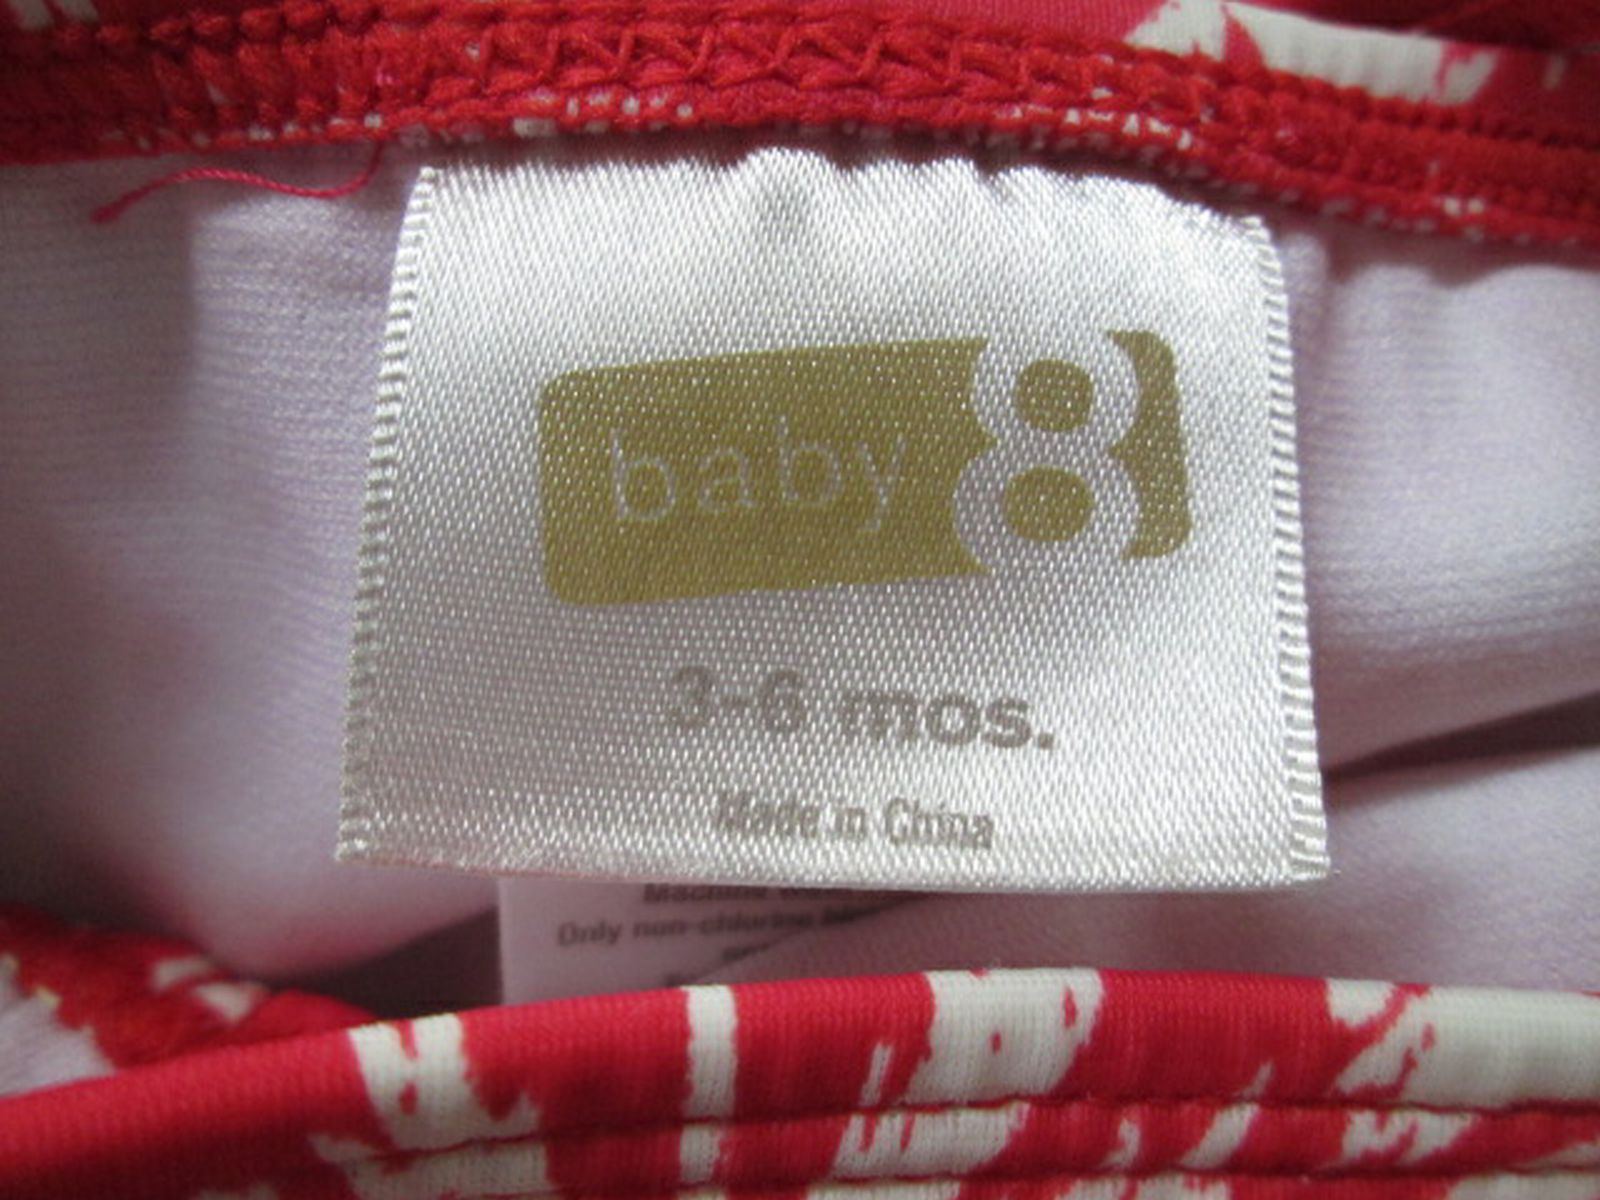 baby 8
3-6 mos.
Made in China
Machine
Only non-chlorine